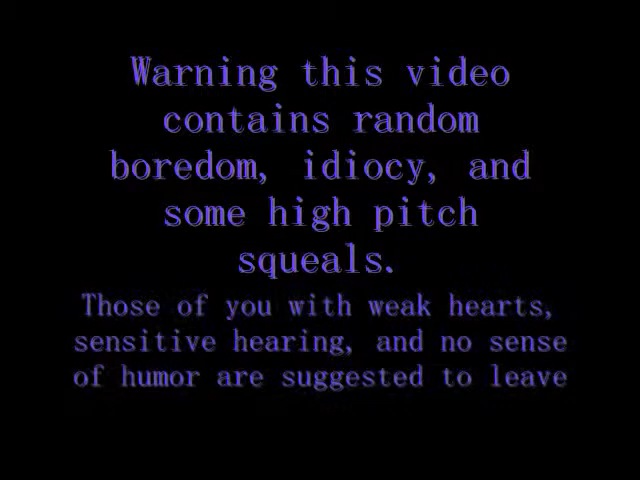 Warning this video
contains random
boredom, idiocy, and
some high pitch
squeals.
Those of you with weak hearts,
sensitive hearing, and no sense
of humor are suggested to leave